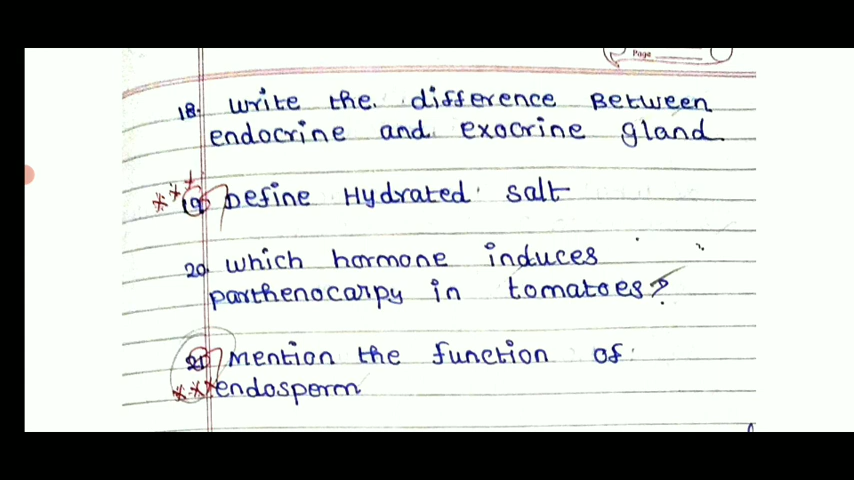 Page
18. Write the difference Between
endocrine and exocrine gland
19 Define Hydrated salt
20. which hormone induces
parthenocarpy in tomatoes?
21 Mention the function of
endosperm